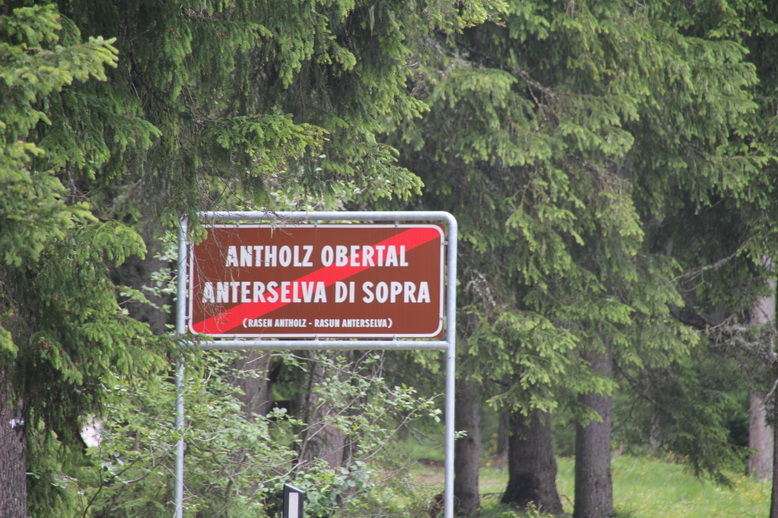 ANTHOLZ OBERTAL
ANTERSELVA DI SOPRA
(RASEN ANTHOLZ - RASUN ANTERSELVA)